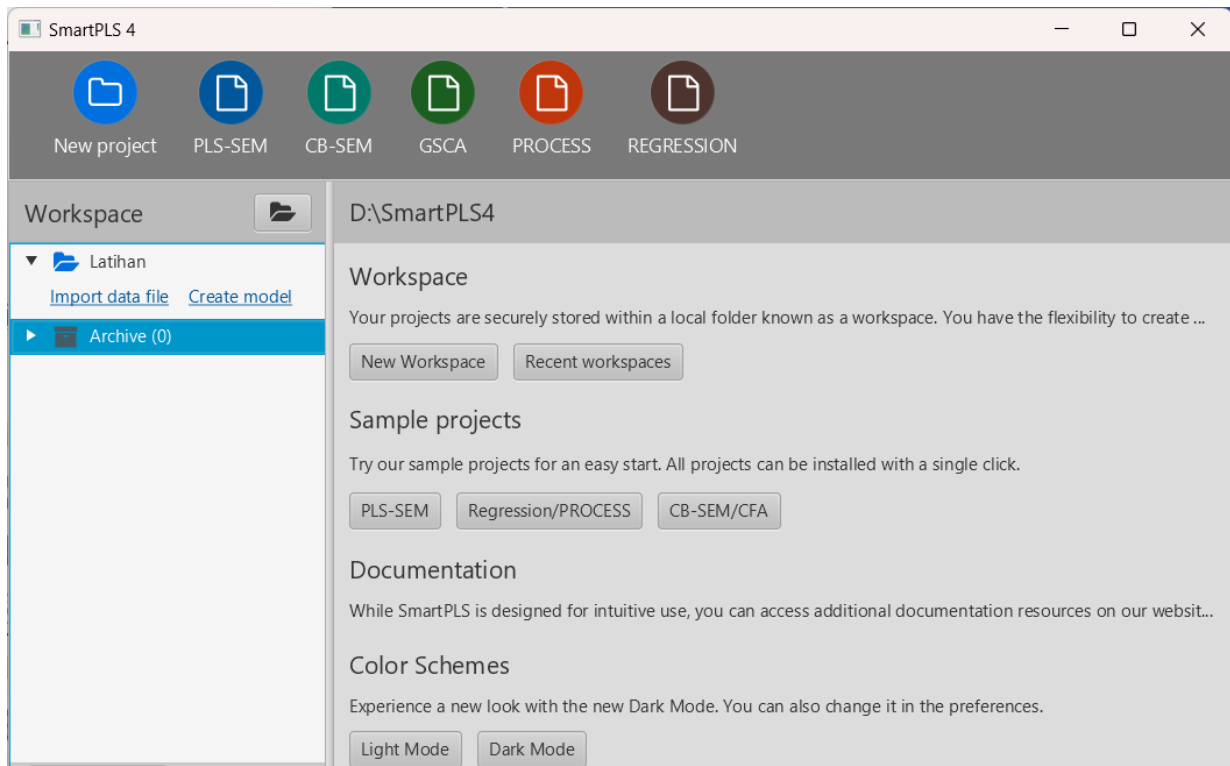 SmartPLS 4
New project PLS-SEM CB-SEM GSCA PROCESS REGRESSION
Workspace
Latihan
Import data file Create model
Archive (0)
D:\SmartPLS4
Workspace
Your projects are securely stored within a local folder known as a workspace. You have the flexibility to create ...
New Workspace Recent workspaces
Sample projects
Try our sample projects for an easy start. All projects can be installed with a single click.
PLS-SEM Regression/PROCESS CB-SEM/CFA
Documentation
While SmartPLS is designed for intuitive use, you can access additional documentation resources on our websit...
Color Schemes
Experience a new look with the new Dark Mode. You can also change it in the preferences.
Light Mode Dark Mode